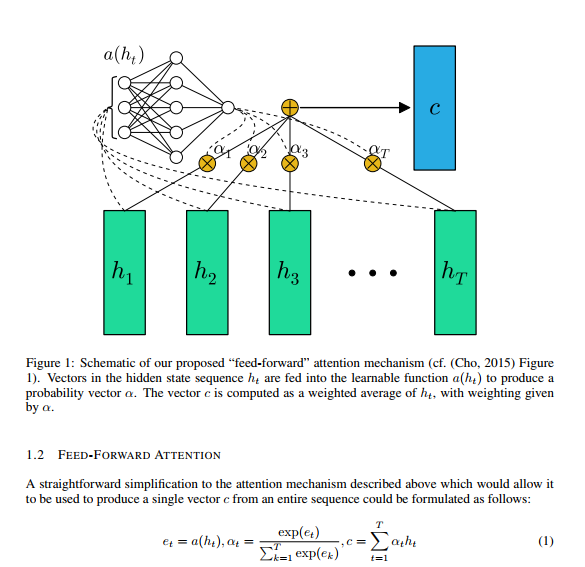 a(h_t)
c
α_1 α_2 α_3 α_T
h_1 h_2 h_3 • • • h_T
Figure 1: Schematic of our proposed “feed-forward” attention mechanism (cf. (Cho, 2015) Figure
1). Vectors in the hidden state sequence h_t are fed into the learnable function a(h_t) to produce a
probability vector α. The vector c is computed as a weighted average of h_t, with weighting given
by α.
1.2 FEED-FORWARD ATTENTION
A straightforward simplification to the attention mechanism described above which would allow it
to be used to produce a single vector c from an entire sequence could be formulated as follows:
e_t = a(h_t), α_t = exp(e_t) / ∑_{k=1}^{T} exp(e_k), c = ∑_{t=1}^{T} α_t h_t (1)